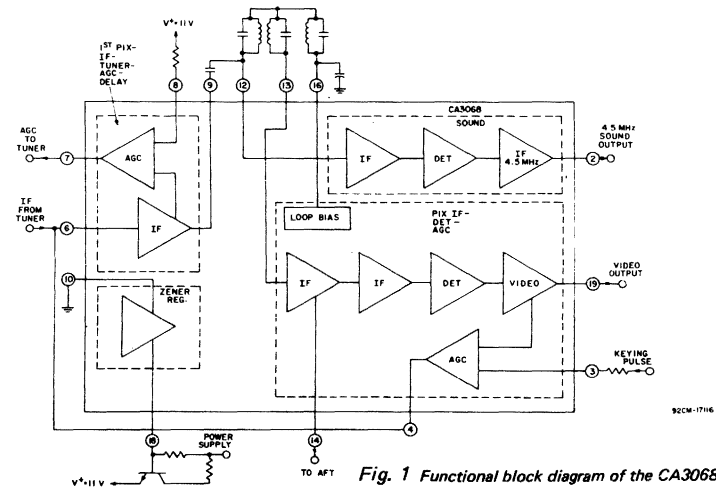 V⁺=11 V
1ST PIX-
IF-
TUNER-
AGC-
DELAY
8
9
12
13
16
CA3068
SOUND
AGC
TO
TUNER
7
AGC
IF
DET
IF
4.5 MHz
2
4.5 MHz
SOUND
OUTPUT
IF
FROM
TUNER
6
IF
LOOP BIAS
PIX IF-
DET-
AGC
10
ZENER
REG.
IF
IF
DET
VIDEO
19
VIDEO
OUTPUT
AGC
3
KEYING
PULSE
4
92CM-17116
18
POWER
SUPPLY
14
V⁺=11 V
TO AFT
Fig. 1 Functional block diagram of the CA3068